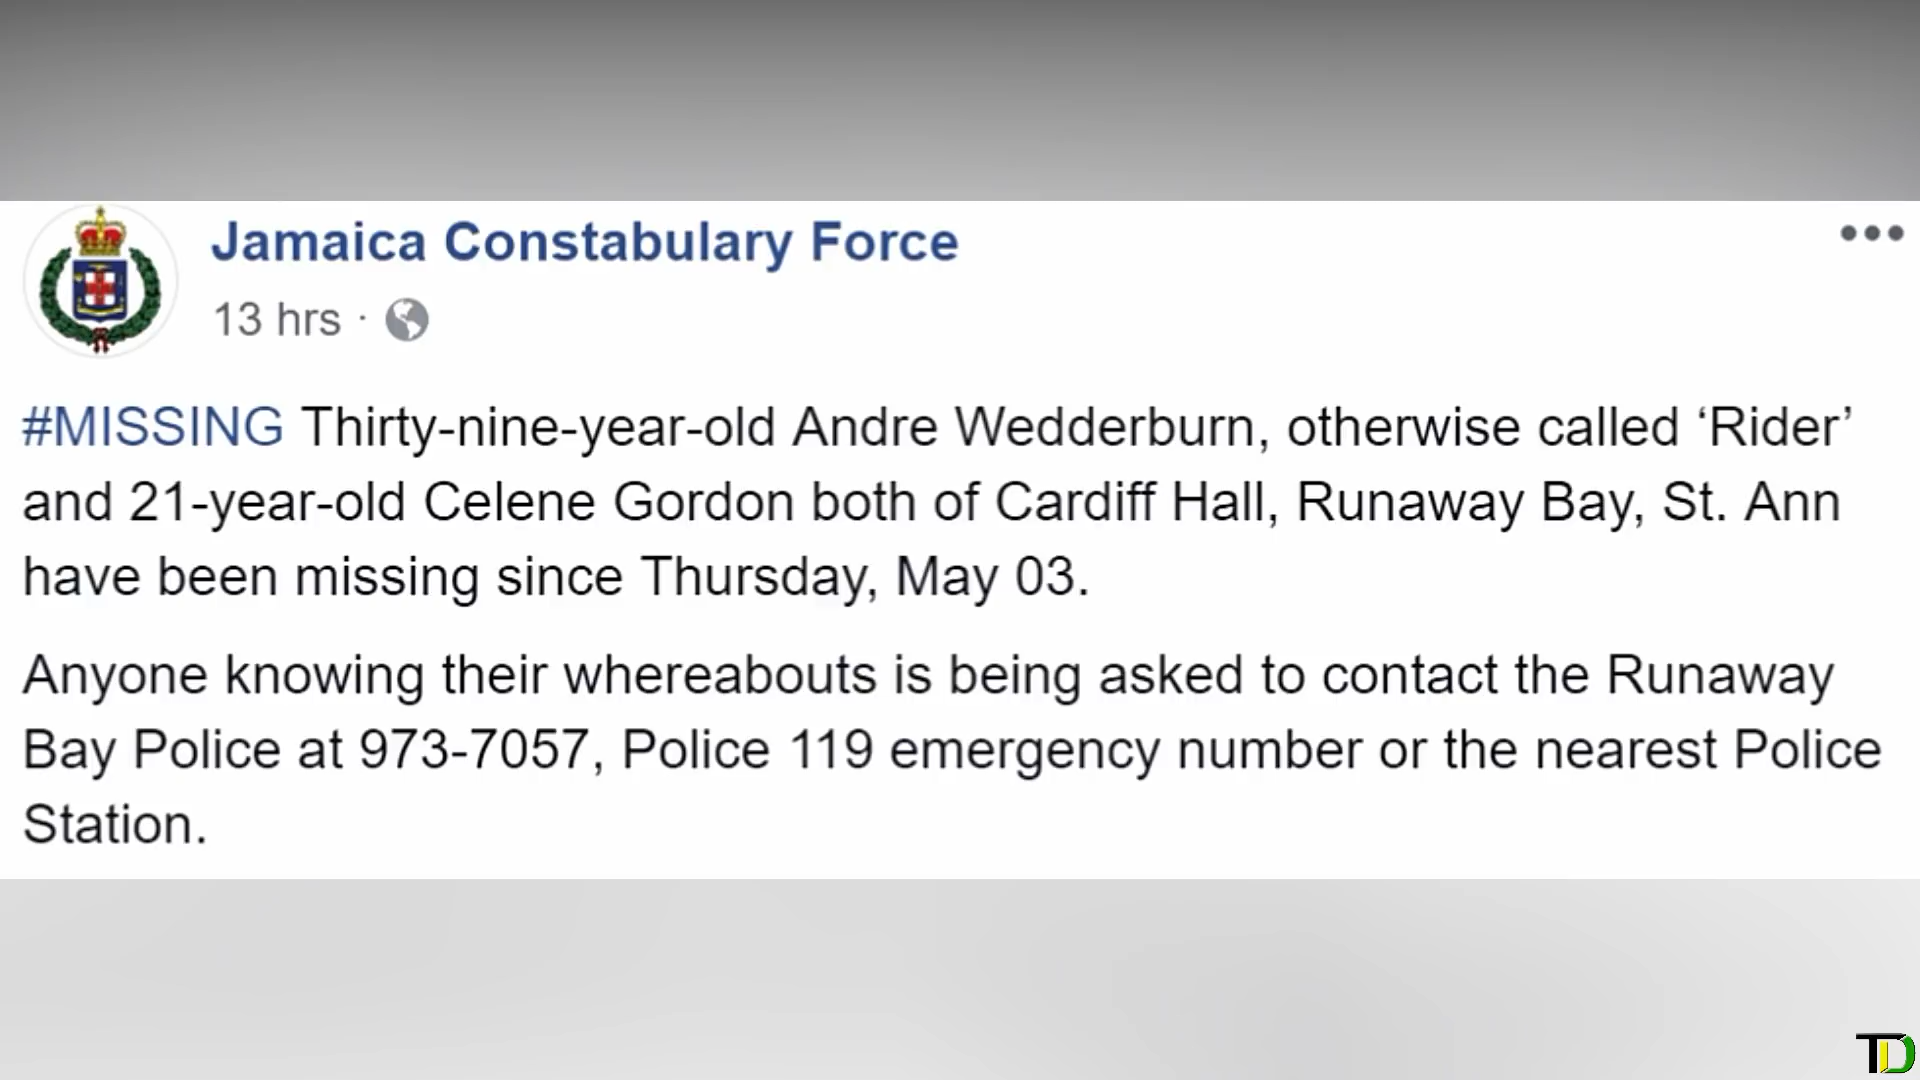 Jamaica Constabulary Force
13 hrs ·
#MISSING Thirty-nine-year-old Andre Wedderburn, otherwise called ‘Rider’
and 21-year-old Celene Gordon both of Cardiff Hall, Runaway Bay, St. Ann
have been missing since Thursday, May 03.
Anyone knowing their whereabouts is being asked to contact the Runaway
Bay Police at 973-7057, Police 119 emergency number or the nearest Police
Station.
TD